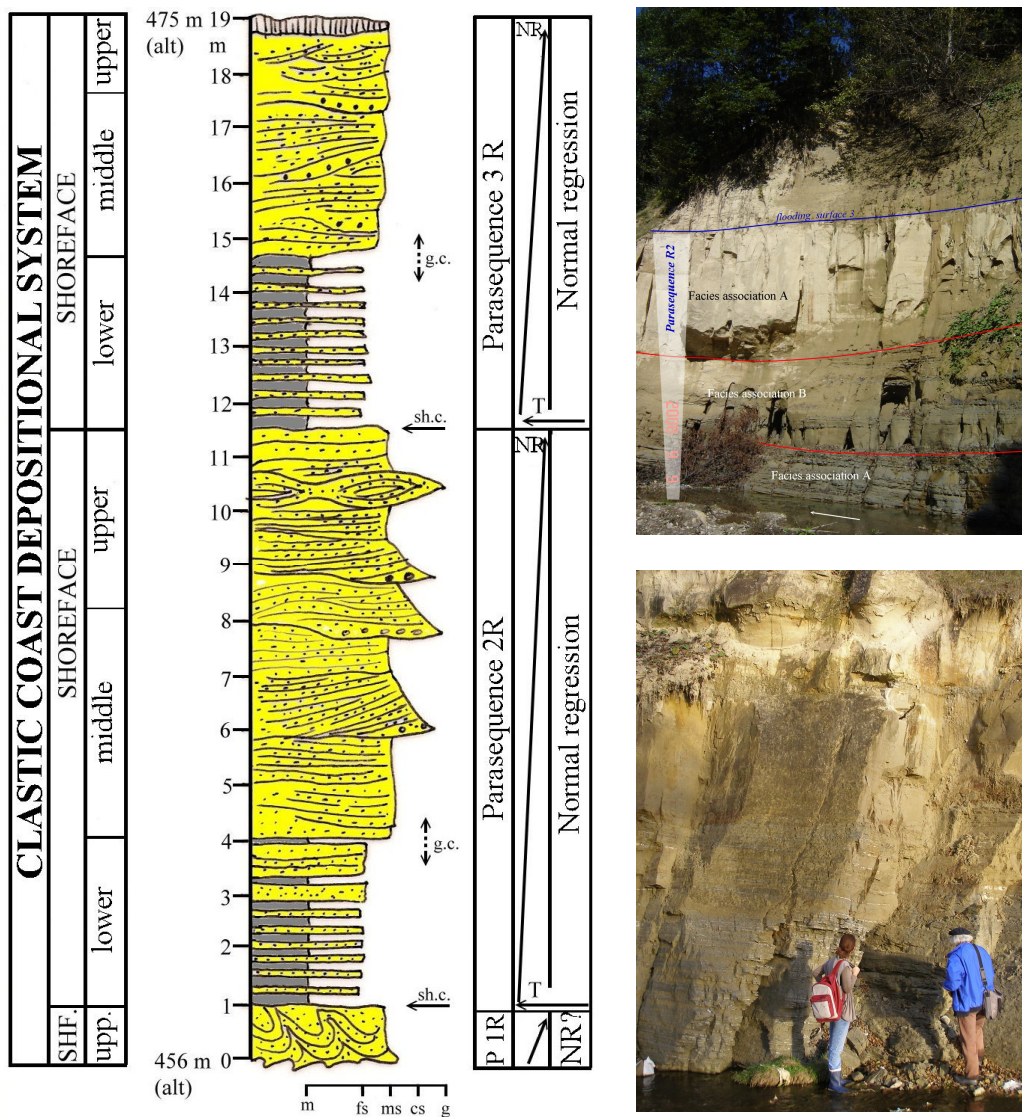 CLASTIC COAST DEPOSITIONAL SYSTEM
SHOREFACE
SHOREFACE
SHF.
upper
middle
lower
upper
middle
lower
upp.
475 m
(alt)
19
m
18
17
16
15
14
13
12
11
10
9
8
7
6
5
4
3
2
1
456 m
(alt)
0
g.c.
sh.c.
g.c.
sh.c.
m fs ms cs g
Parasequence 3 R
NR
T
Normal regression
Parasequence 2R
NR
T
Normal regression
P 1R
NR?
flooding surface 3
Parasequence R2
Facies association A
Facies association B
Facies association A